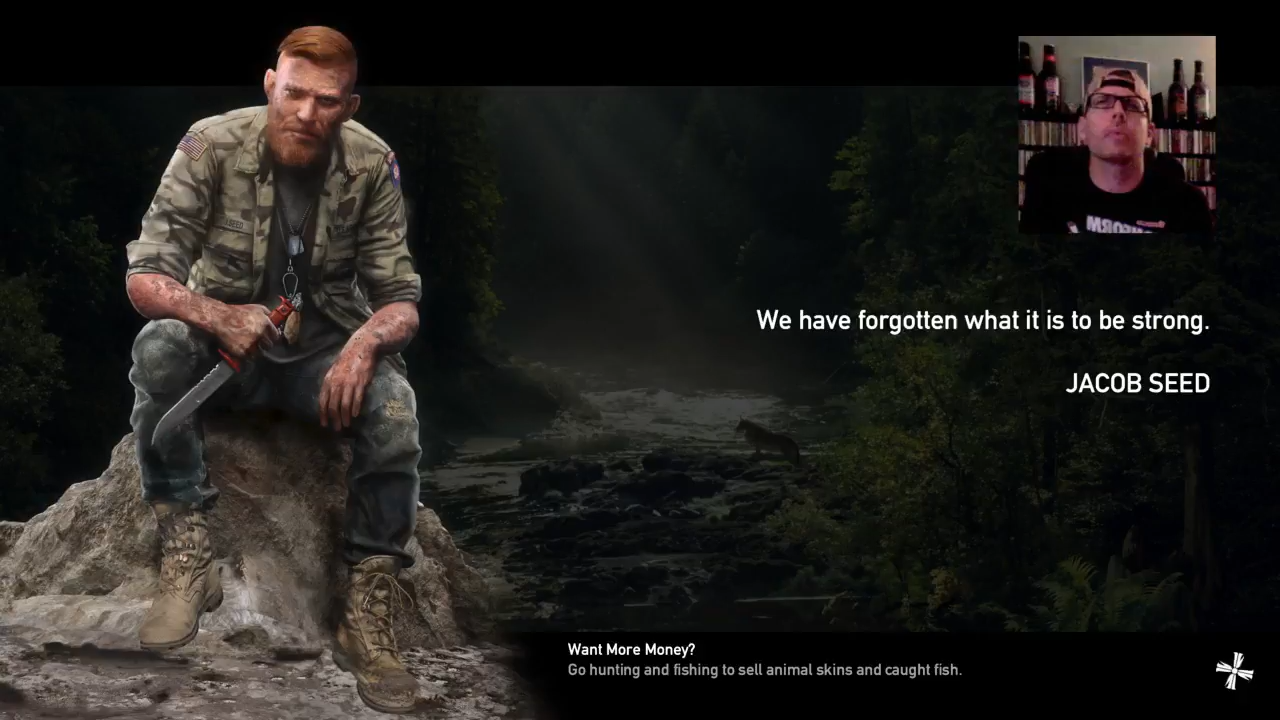 We have forgotten what it is to be strong.
JACOB SEED
Want More Money?
Go hunting and fishing to sell animal skins and caught fish.